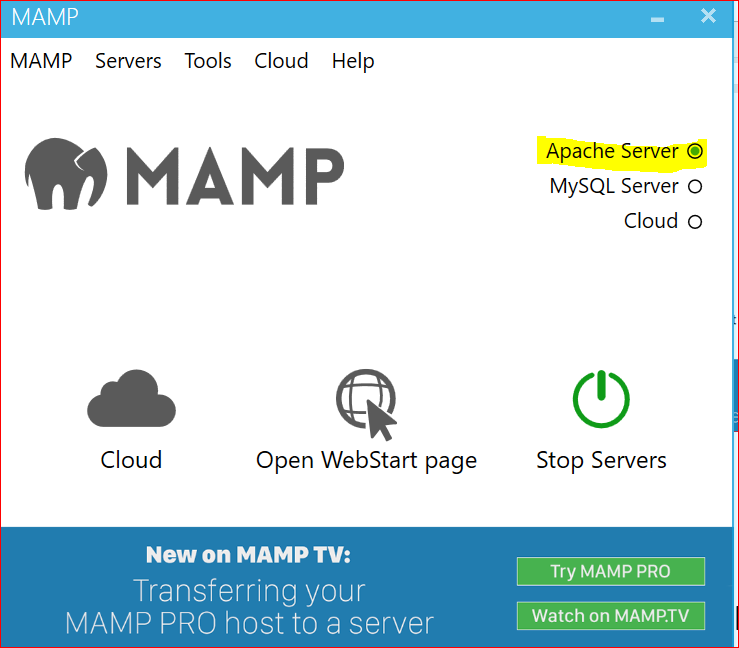 MAMP
MAMP Servers Tools Cloud Help
MAMP
Apache Server
MySQL Server
Cloud
Cloud
Open WebStart page
Stop Servers
New on MAMP TV:
Transferring your
MAMP PRO host to a server
Try MAMP PRO
Watch on MAMP.TV